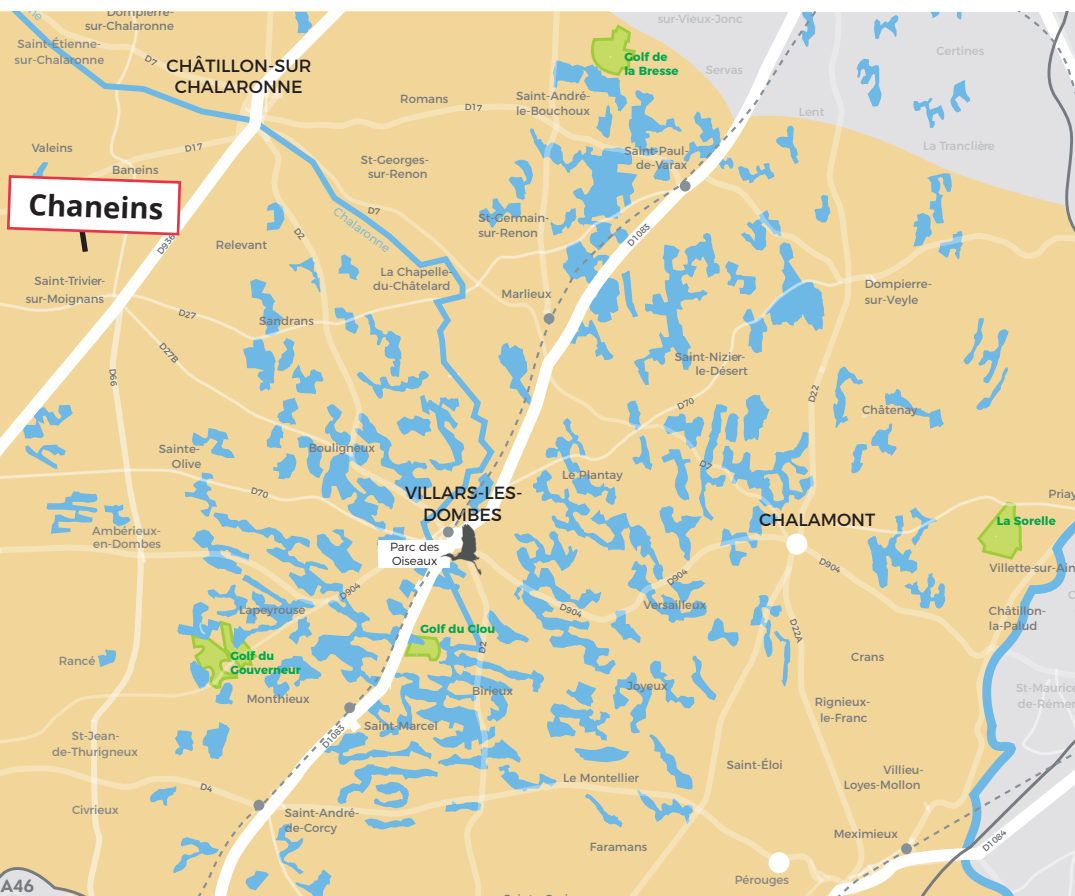 Dompierre-
sur-Chalaronne
sur-Vieux-Jonc
Saint-Étienne-
sur-Chalaronne
D7
CHÂTILLON-SUR
CHALARONNE
Golf de
la Bresse
Servas
Certines
Romans
D17
Saint-André-
le-Bouchoux
Lent
Valeins
D17
Baneins
St-Georges-
sur-Renon
Saint-Paul-
de-Varax
La Tranclière
Chaneins
D7
Chalaronne
St-Germain-
sur-Renon
D936
D2
Relevant
D1083
Saint-Trivier-
sur-Moignans
La Chapelle-
du-Châtelard
Marlieux
Dompierre-
sur-Veyle
D27
Sandrans
D27B
Saint-Nizier-
le-Désert
D66
D70
D22
Châtenay
Sainte-
Olive
Bouligneux
Le Plantay
D7
D70
VILLARS-LES-
DOMBES
Priay
CHALAMONT
La Sorelle
Ambérieux-
en-Dombes
Parc des
Oiseaux
Villette-sur-Ain
D904
D904
D904
D904
Lapeyrouse
Versailleux
Châtillon-
la-Palud
Golf du Clou
D22A
D2
Rancé
Golf du
Gouverneur
Crans
Monthieux
Birieux
Joyeux
St-Maurice
de-Rémen
Rignieux-
le-Franc
Saint-Marcel
St-Jean-
de-Thurigneux
D1083
Saint-Éloi
Le Montellier
Villieu-
Loyes-Mollon
D4
Civrieux
Saint-André-
de-Corcy
Meximieux
D1084
Faramans
Pérouges
A46